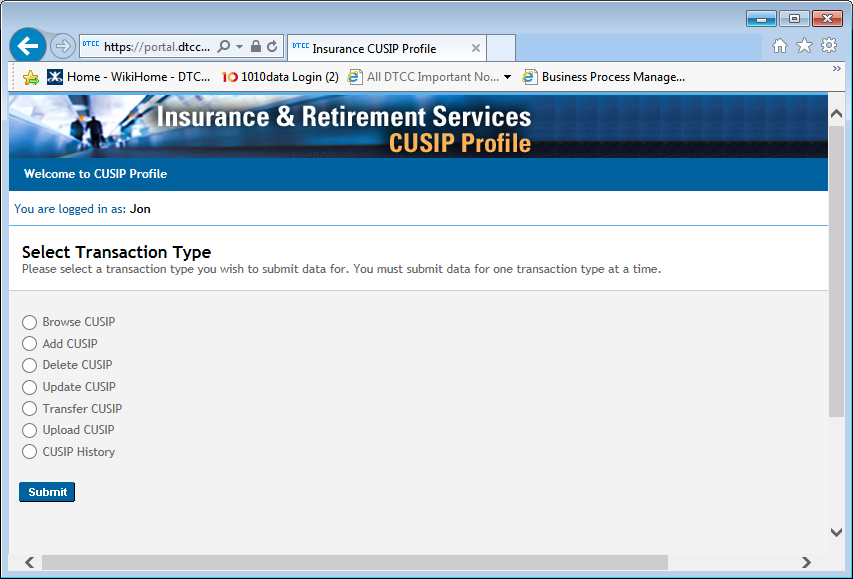 DTCC https://portal.dtcc...
DTCC Insurance CUSIP Profile
Home - WikiHome - DTC...
1010data Login (2)
All DTCC Important No...
Business Process Manage...
Insurance & Retirement Services
CUSIP Profile
Welcome to CUSIP Profile
You are logged in as: Jon
Select Transaction Type
Please select a transaction type you wish to submit data for. You must submit data for one transaction type at a time.
Browse CUSIP
Add CUSIP
Delete CUSIP
Update CUSIP
Transfer CUSIP
Upload CUSIP
CUSIP History
Submit